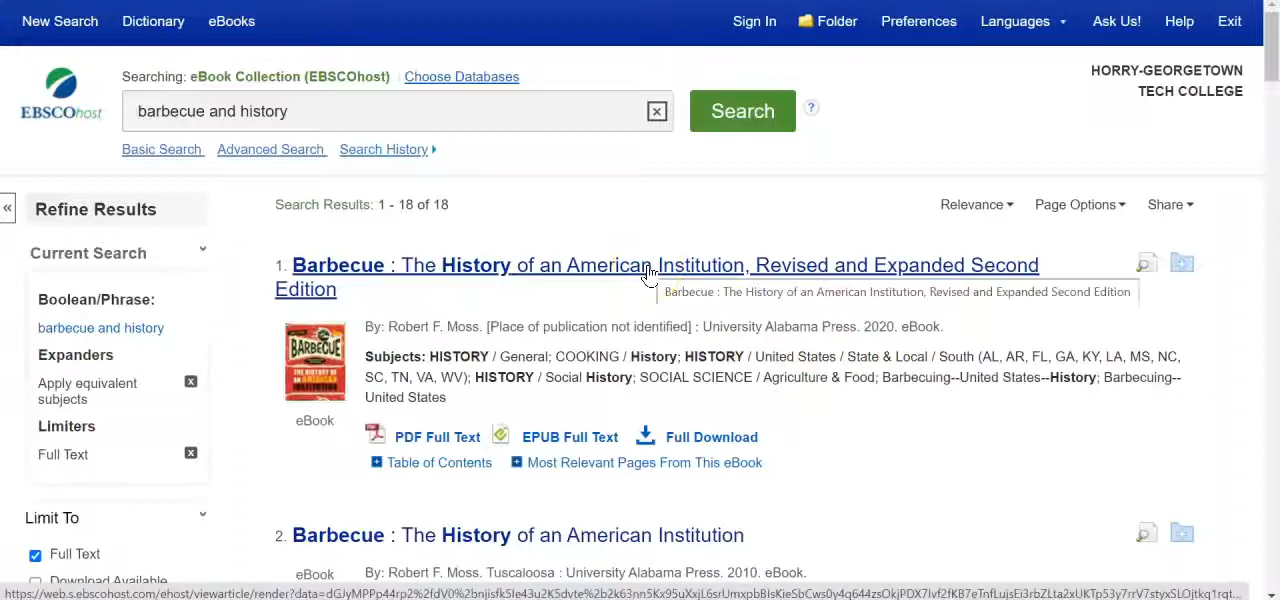 New Search Dictionary eBooks Sign In Folder Preferences Languages Ask Us! Help Exit
Searching: eBook Collection (EBSCOhost) Choose Databases
HORRY-GEORGETOWN
TECH COLLEGE
EBSCOhost
barbecue and history
Search
?
Basic Search Advanced Search Search History
«
Refine Results
Search Results: 1 - 18 of 18
Relevance Page Options Share
Current Search
Boolean/Phrase:
barbecue and history
Expanders
Apply equivalent
subjects
Limiters
Full Text
Limit To
Full Text
Download Available
1. Barbecue : The History of an American Institution, Revised and Expanded Second
Edition
Barbecue : The History of an American Institution, Revised and Expanded Second Edition
By: Robert F. Moss. [Place of publication not identified] : University Alabama Press. 2020. eBook.
BARBECUE
Subjects: HISTORY / General; COOKING / History; HISTORY / United States / State & Local / South (AL, AR, FL, GA, KY, LA, MS, NC,
SC, TN, VA, WV); HISTORY / Social History; SOCIAL SCIENCE / Agriculture & Food; Barbecuing--United States--History; Barbecuing--
United States
eBook
PDF Full Text EPUB Full Text Full Download
Table of Contents Most Relevant Pages From This eBook
2. Barbecue : The History of an American Institution
eBook
By: Robert F. Moss. Tuscaloosa : University Alabama Press. 2010. eBook.